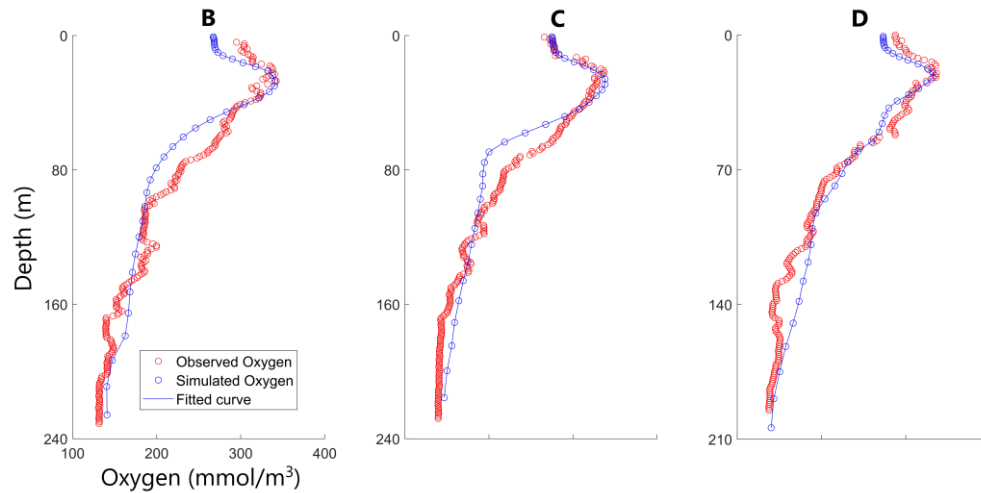 B
C
D
0
80
160
240
0
80
160
240
0
70
140
210
Depth (m)
Observed Oxygen
Simulated Oxygen
Fitted curve
100
200
300
400
Oxygen (mmol/m³)